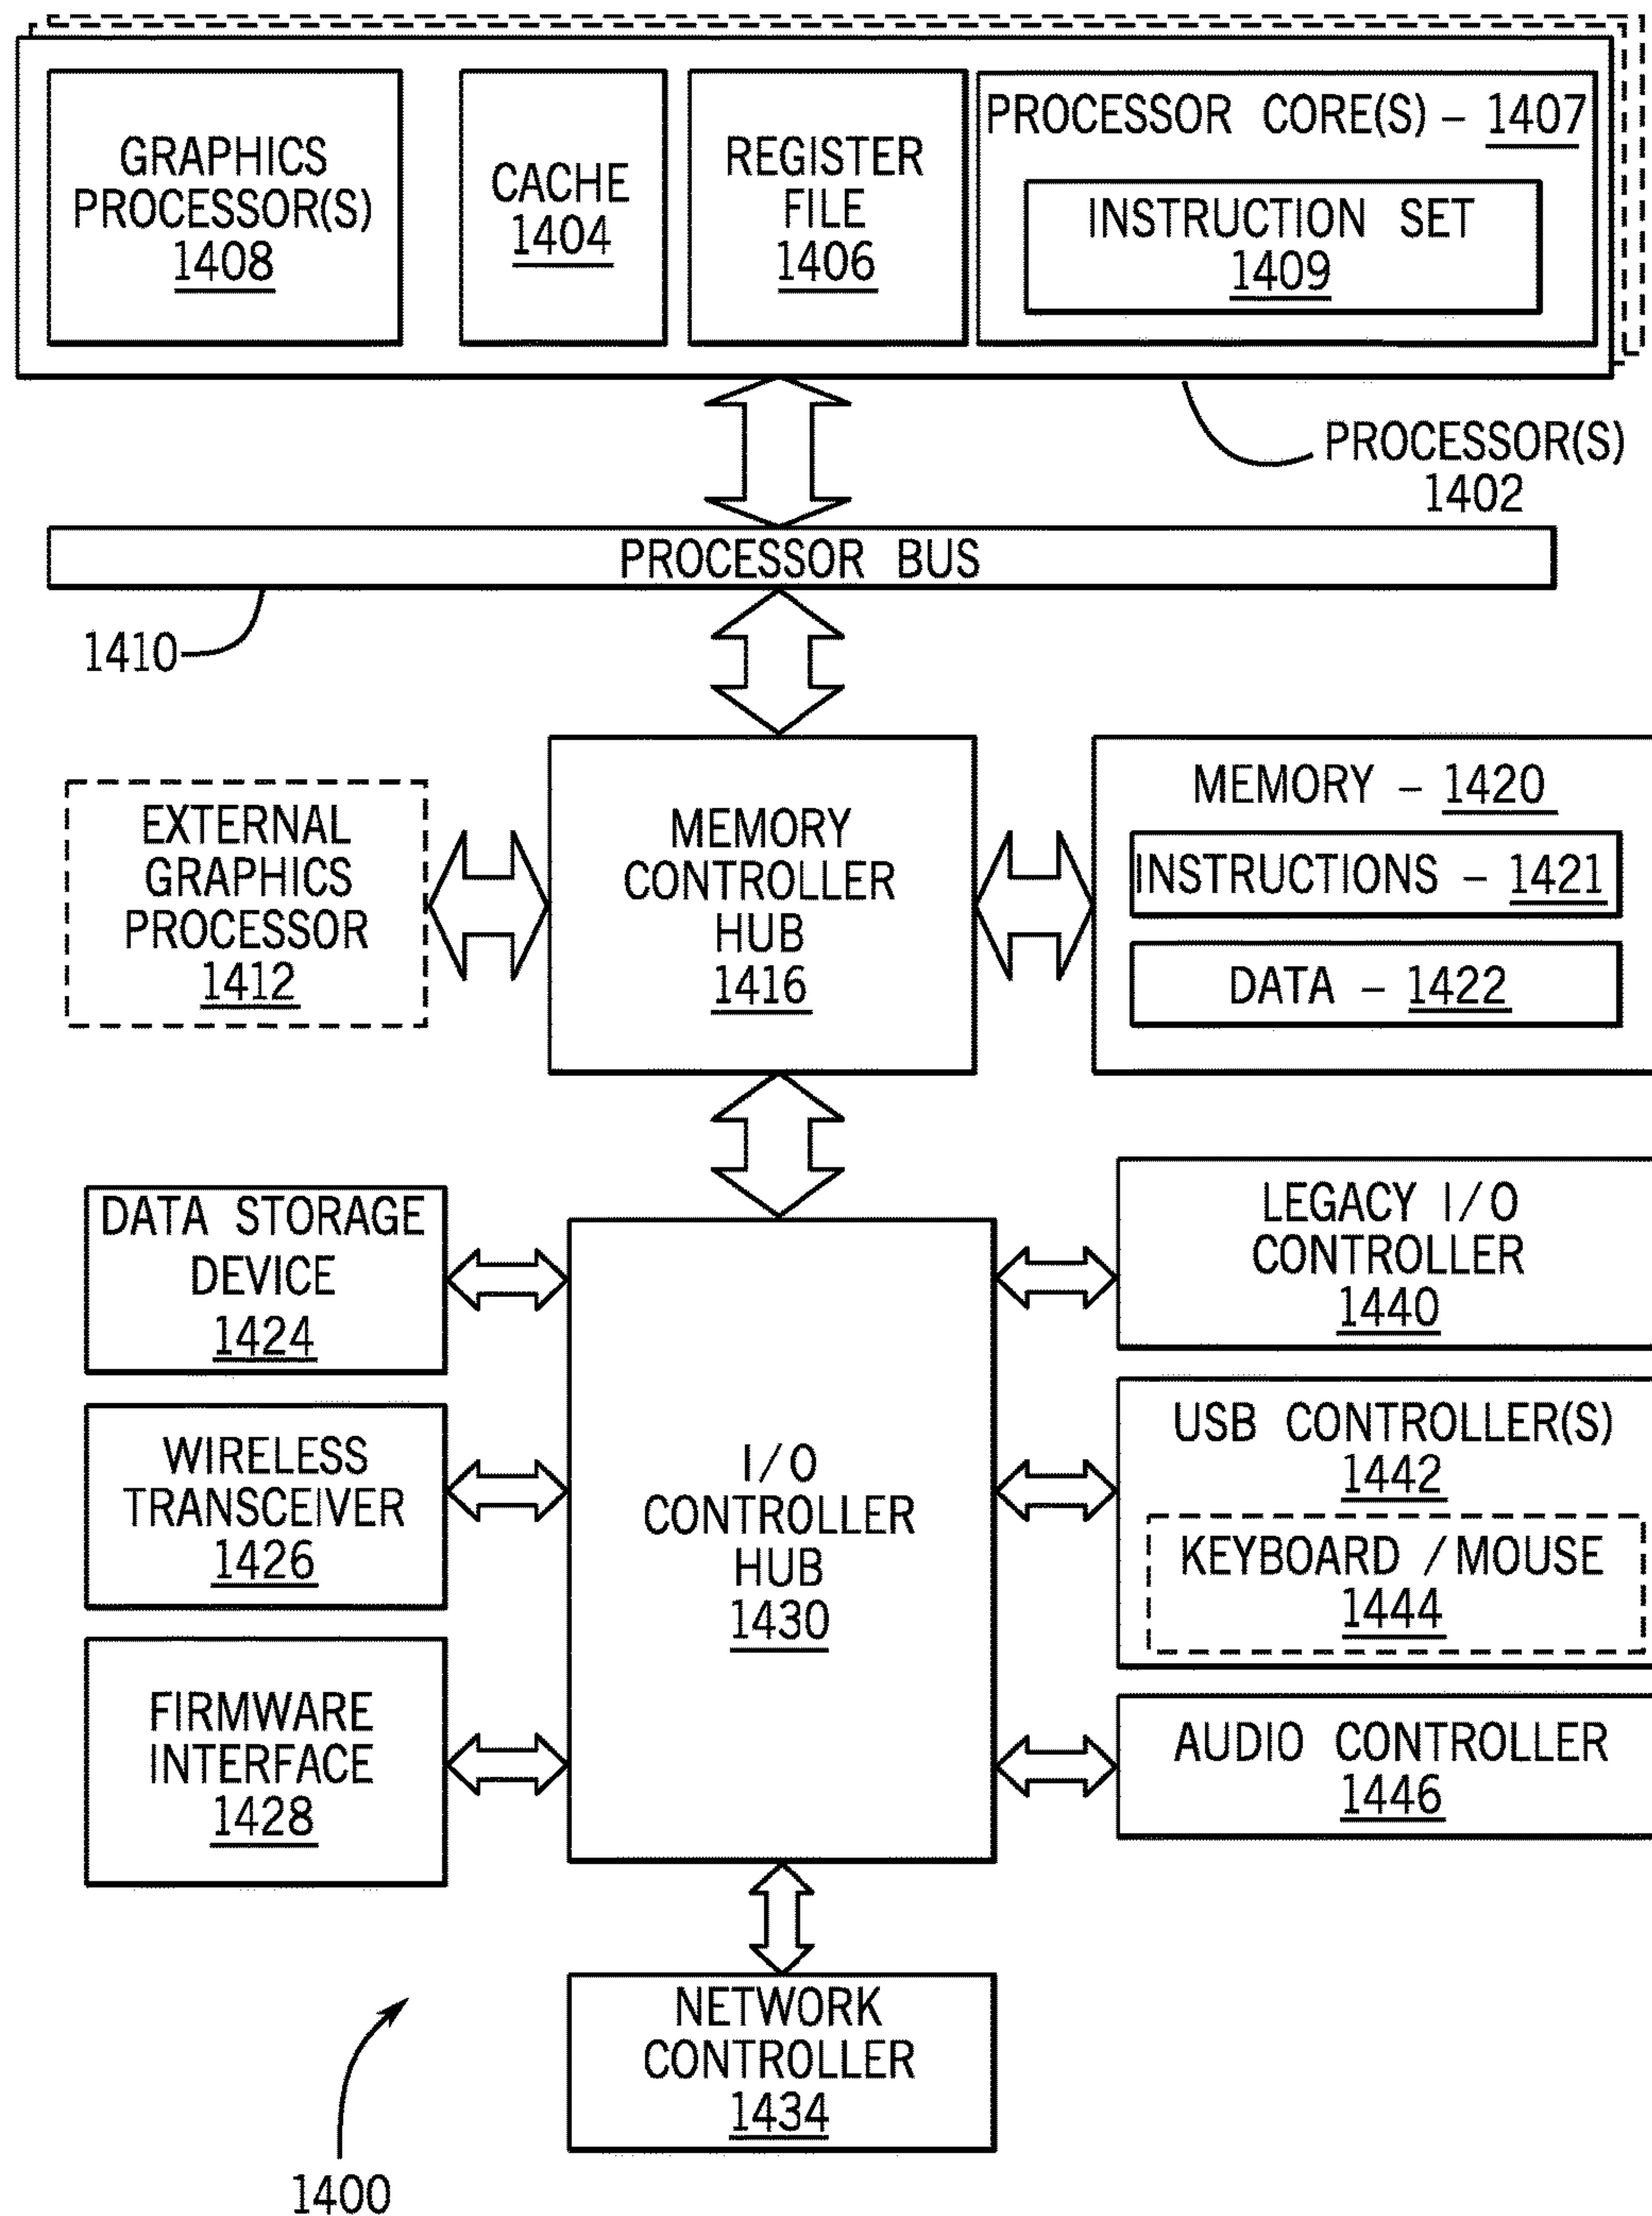 GRAPHICS
PROCESSOR(S)
1408
CACHE
1404
REGISTER
FILE
1406
PROCESSOR CORE(S) – 1407
INSTRUCTION SET
1409
PROCESSOR(S)
1402
PROCESSOR BUS
1410
EXTERNAL
GRAPHICS
PROCESSOR
1412
MEMORY
CONTROLLER
HUB
1416
MEMORY – 1420
INSTRUCTIONS – 1421
DATA – 1422
DATA STORAGE
DEVICE
1424
WIRELESS
TRANSCEIVER
1426
FIRMWARE
INTERFACE
1428
I/O
CONTROLLER
HUB
1430
LEGACY I/O
CONTROLLER
1440
USB CONTROLLER(S)
1442
KEYBOARD / MOUSE
1444
AUDIO CONTROLLER
1446
NETWORK
CONTROLLER
1434
1400